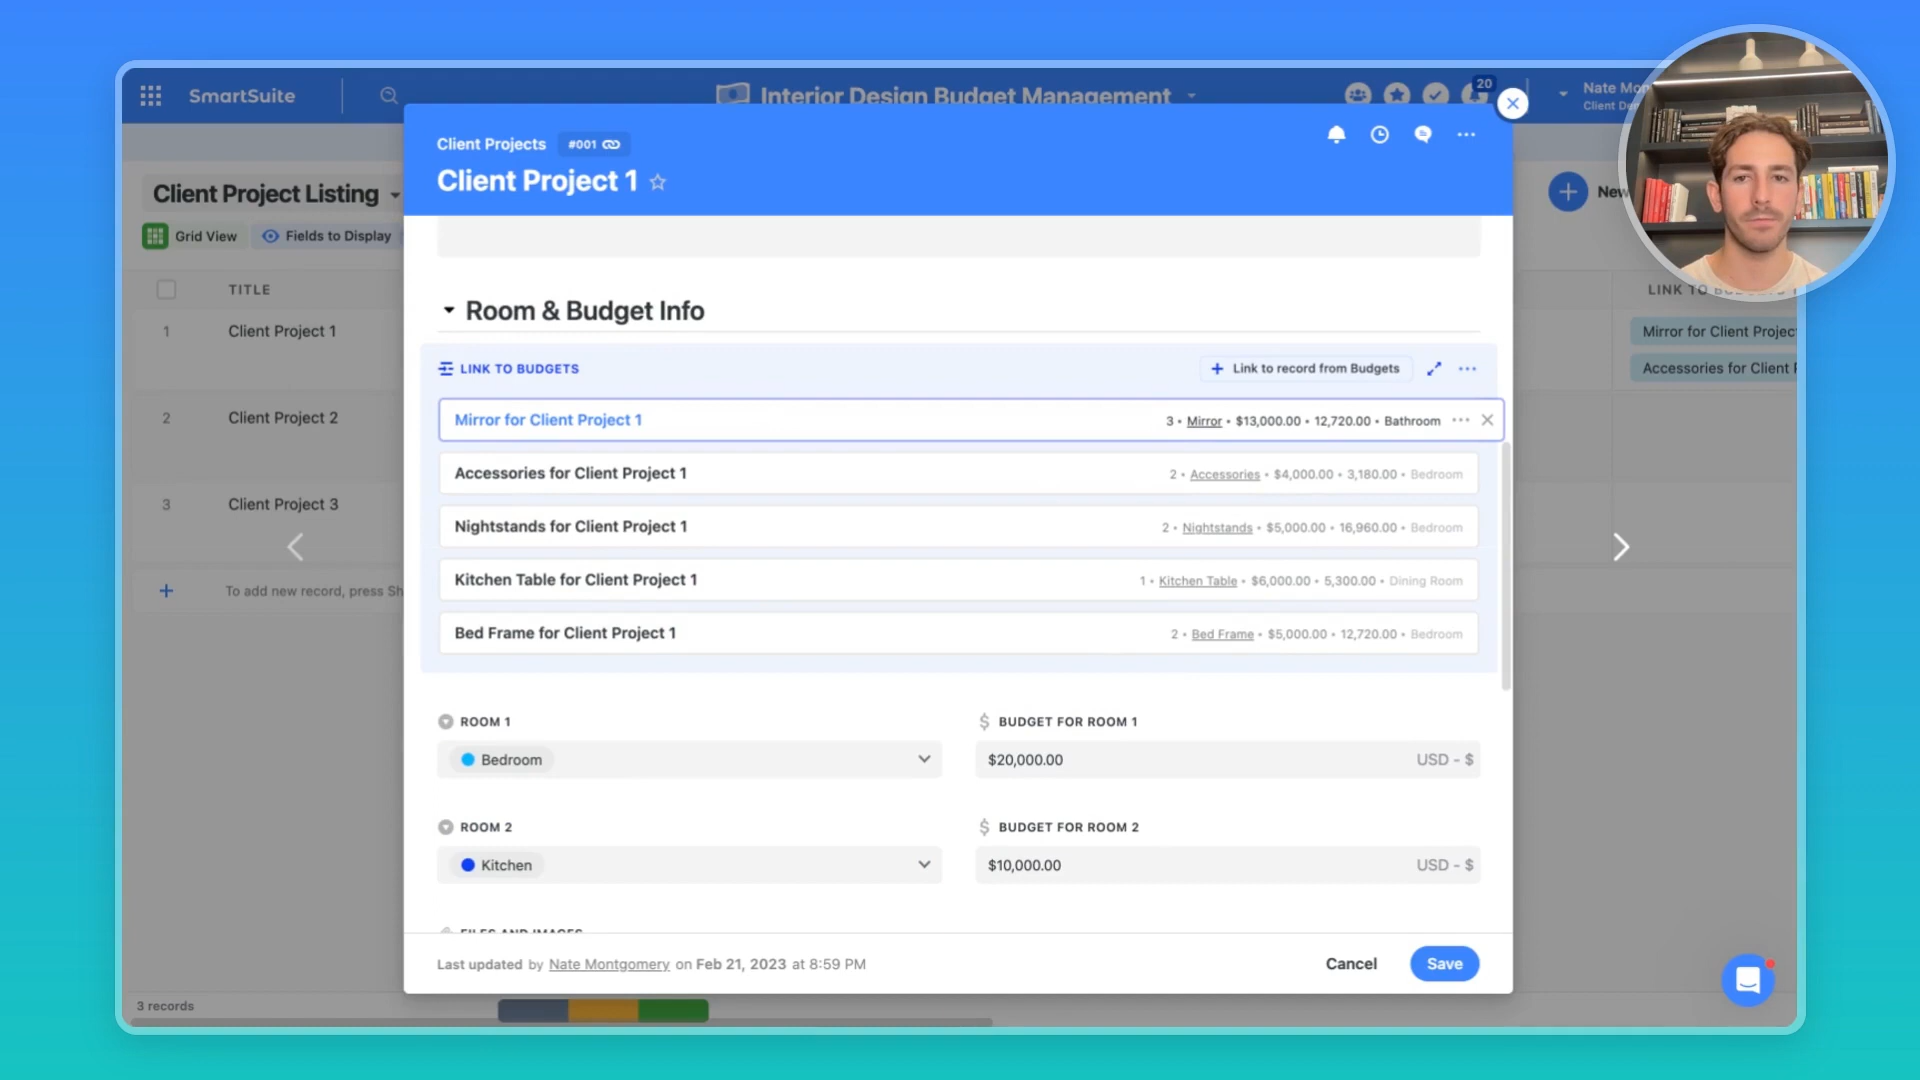 SmartSuite
Interior Design Budget Management
20
Nate
Client
Client Projects
#001
Client Project 1
Client Project Listing
New
Grid View
Fields to Display
TITLE
LINK TO
1
Client Project 1
2
Client Project 2
3
Client Project 3
To add new record, press
Mirror for Client
Accessories for Client
Room & Budget Info
LINK TO BUDGETS
Link to record from Budgets
Mirror for Client Project 1
3 • Mirror • $13,000.00 • 12,720.00 • Bathroom
Accessories for Client Project 1
2 • Accessories • $4,000.00 • 3,180.00 • Bedroom
Nightstands for Client Project 1
2 • Nightstands • $5,000.00 • 16,960.00 • Bedroom
Kitchen Table for Client Project 1
1 • Kitchen Table • $6,000.00 • 5,300.00 • Dining Room
Bed Frame for Client Project 1
2 • Bed Frame • $5,000.00 • 12,720.00 • Bedroom
ROOM 1
BUDGET FOR ROOM 1
Bedroom
$20,000.00
USD - $
ROOM 2
BUDGET FOR ROOM 2
Kitchen
$10,000.00
USD - $
FILES AND IMAGES
Last updated by Nate Montgomery on Feb 21, 2023 at 8:59 PM
Cancel
Save
3 records